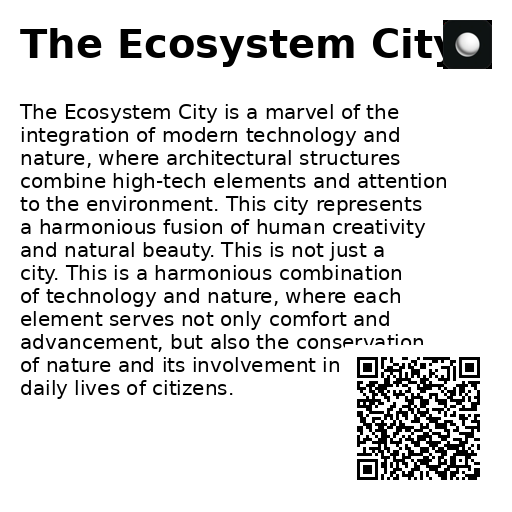 The Ecosystem City
The Ecosystem City is a marvel of the
integration of modern technology and
nature, where architectural structures
combine high-tech elements and attention
to the environment. This city represents
a harmonious fusion of human creativity
and natural beauty. This is not just a
city. This is a harmonious combination
of technology and nature, where each
element serves not only comfort and
advancement, but also the conservation
of nature and its involvement in
daily lives of citizens.